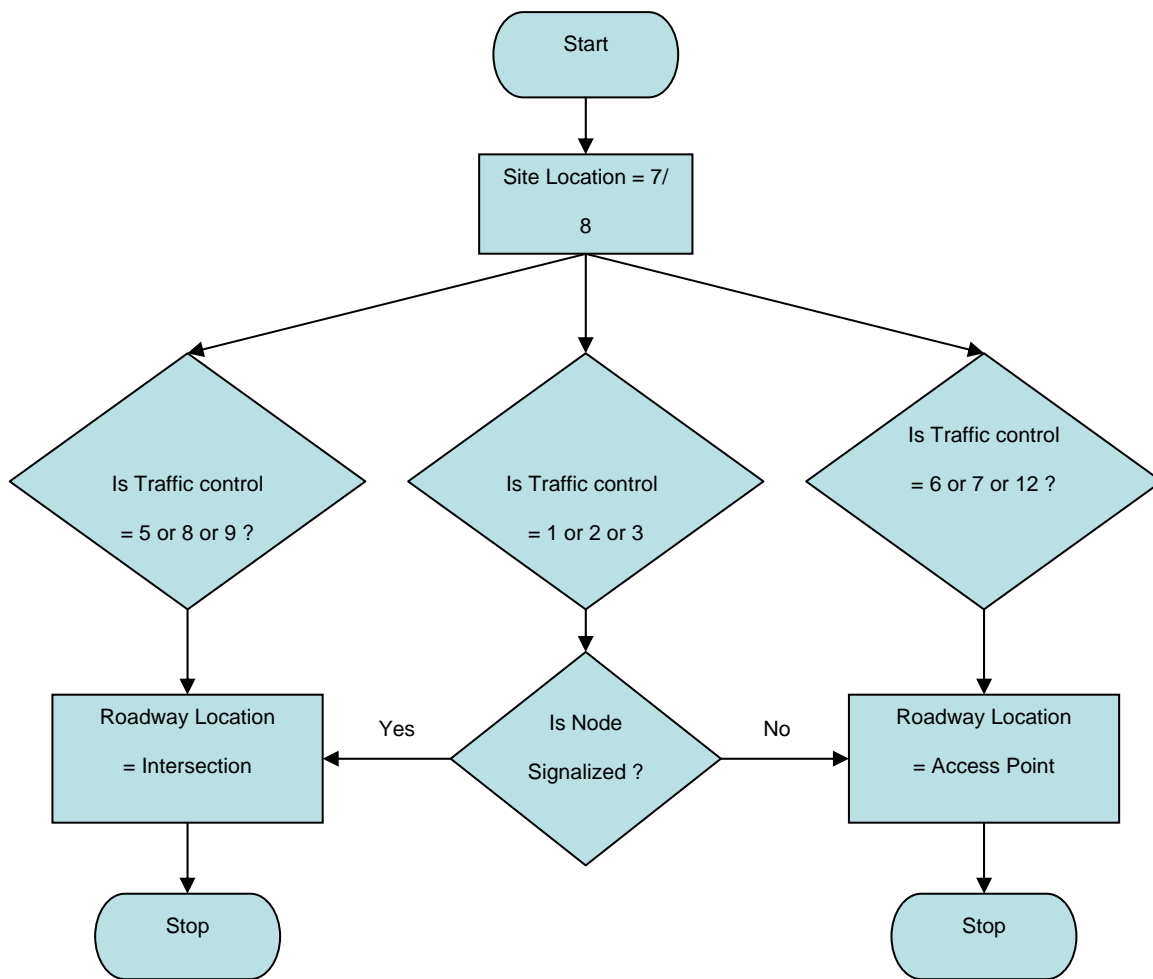 Start
Site Location = 7/
8
Is Traffic control
= 5 or 8 or 9 ?
Is Traffic control
= 1 or 2 or 3
Is Traffic control
= 6 or 7 or 12 ?
Roadway Location
= Intersection
Yes
Is Node
Signalized ?
No
Roadway Location
= Access Point
Stop
Stop